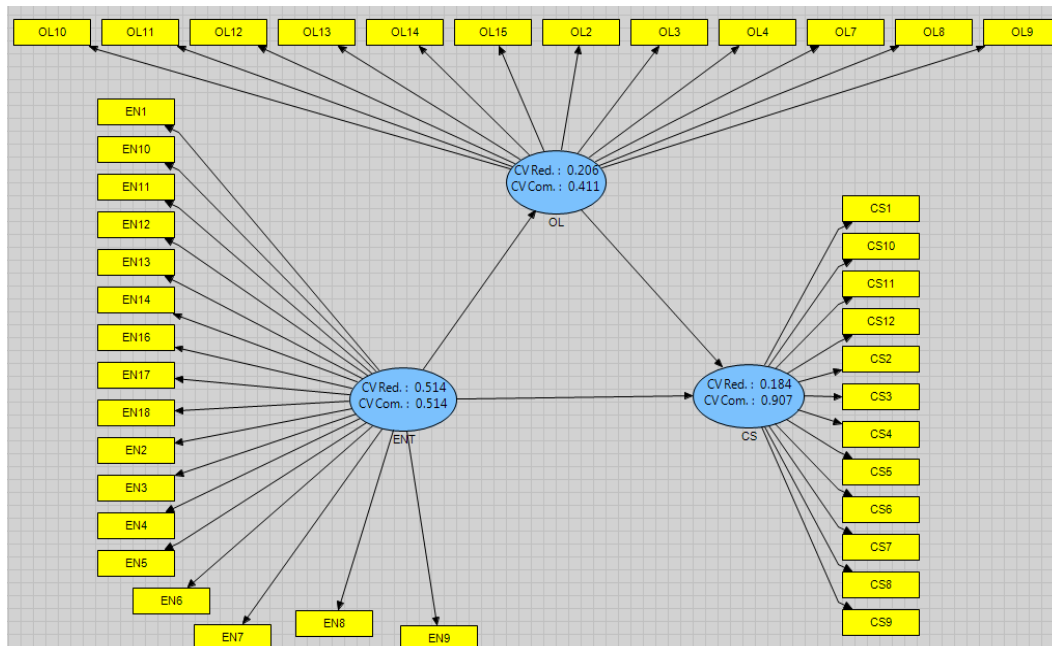 OL10
OL11
OL12
OL13
OL14
OL15
OL2
OL3
OL4
OL7
OL8
OL9
EN1
EN10
EN11
EN12
EN13
EN14
EN16
EN17
EN18
EN2
EN3
EN4
EN5
EN6
EN7
EN8
EN9
CV Red. : 0.206
CV Com. : 0.411
OL
CV Red. : 0.514
CV Com. : 0.514
ENT
CV Red. : 0.184
CV Com. : 0.907
CS
CS1
CS10
CS11
CS12
CS2
CS3
CS4
CS5
CS6
CS7
CS8
CS9